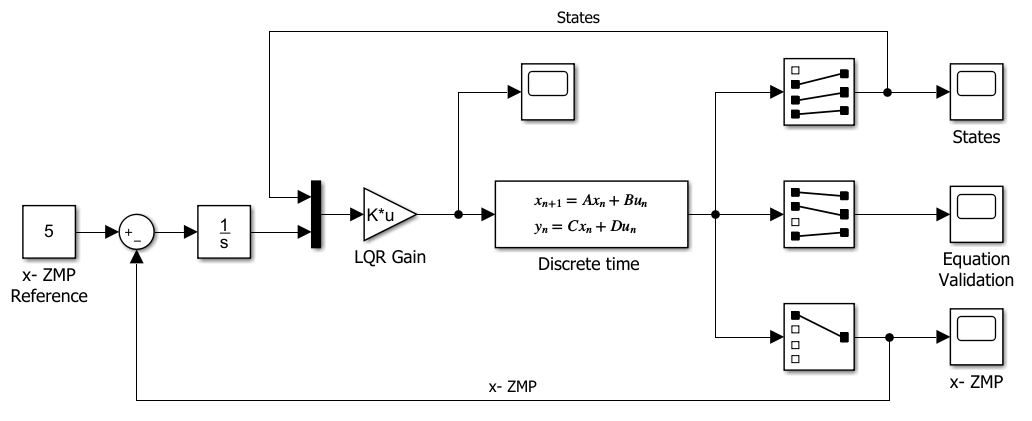 States
States
x_{n+1} = Ax_n + Bu_n
y_n = Cx_n + Du_n
Discrete time
K*u
LQR Gain
5
+
−
1
s
x- ZMP
Reference
Equation
Validation
x- ZMP
x- ZMP